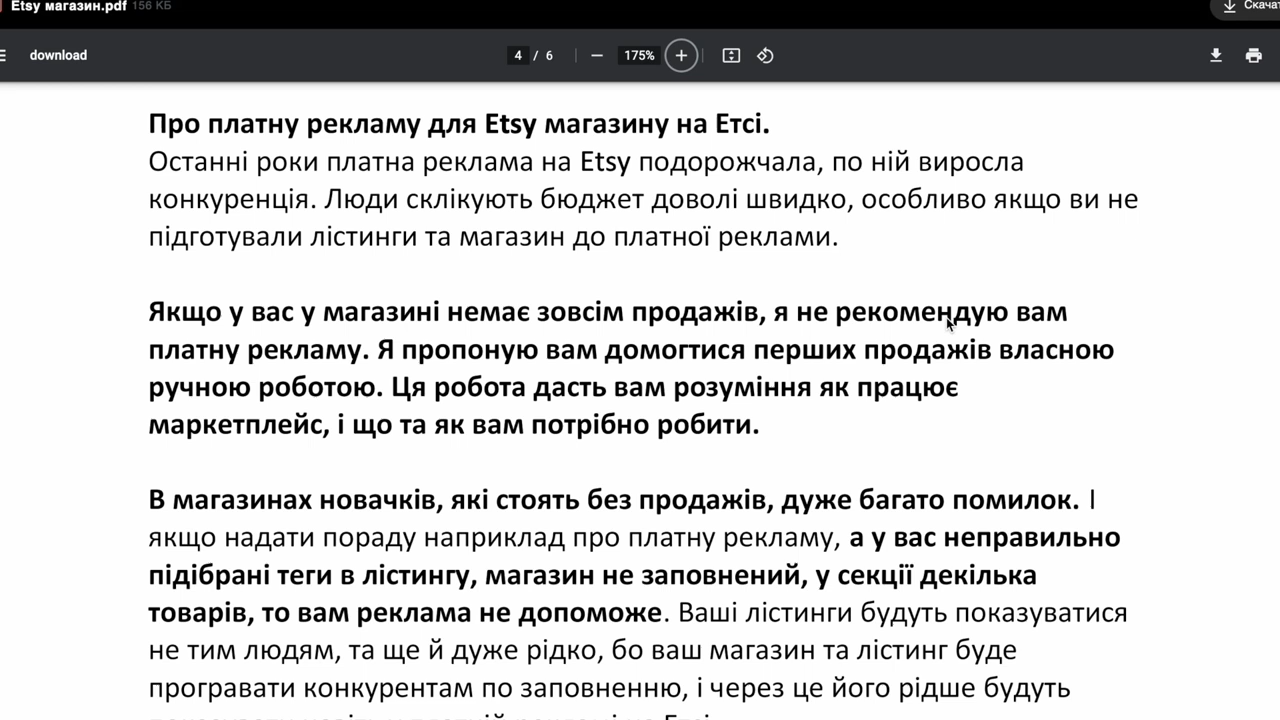 Etsy магазин.pdf 156 КБ
download 4 / 6 175%
Про платну рекламу для Etsy магазину на Етсі.
Останні роки платна реклама на Etsy подорожчала, по ній виросла
конкуренція. Люди склікують бюджет доволі швидко, особливо якщо ви не
підготували лістинги та магазин до платної реклами.
Якщо у вас у магазині немає зовсім продажів, я не рекомендую вам
платну рекламу. Я пропоную вам домогтися перших продажів власною
ручною роботою. Ця робота дасть вам розуміння як працює
маркетплейс, і що та як вам потрібно робити.
В магазинах новачків, які стоять без продажів, дуже багато помилок. І
якщо надати пораду наприклад про платну рекламу, а у вас неправильно
підібрані теги в лістингу, магазин не заповнений, у секції декілька
товарів, то вам реклама не допоможе. Ваші лістинги будуть показуватися
не тим людям, та ще й дуже рідко, бо ваш магазин та лістинг буде
програвати конкурентам по заповненню, і через це його рідше будуть